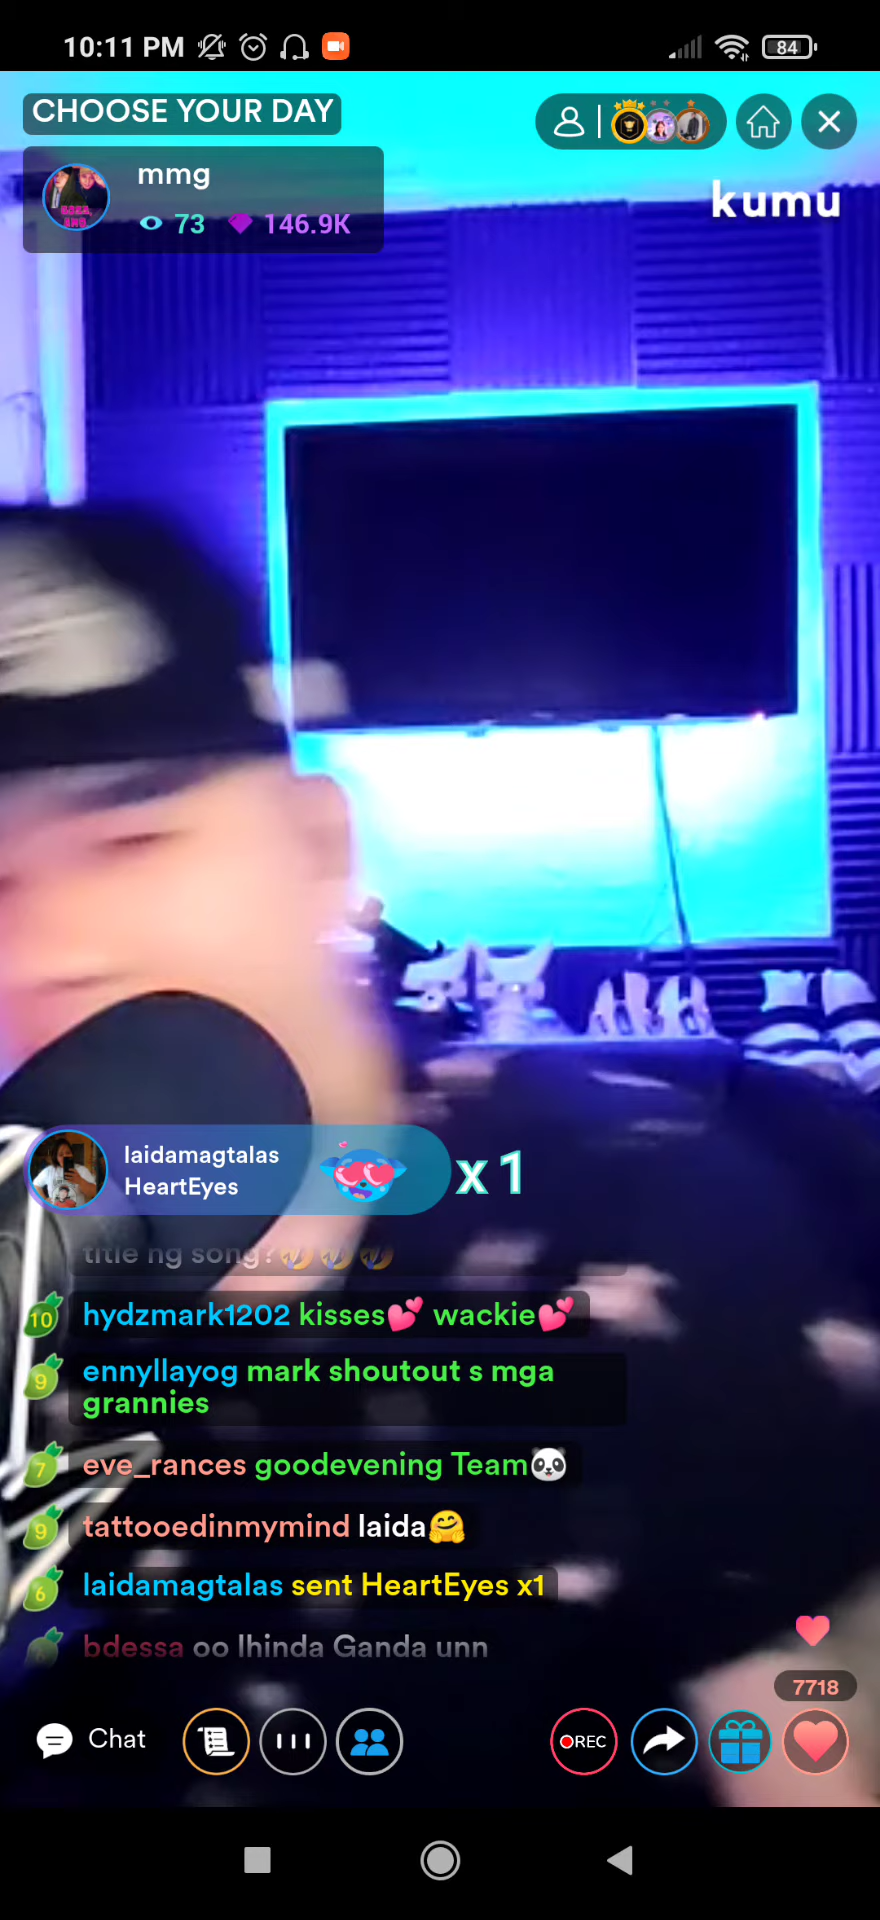 10:11 PM
84
CHOOSE YOUR DAY
mmg
73 146.9K
kumu
laidamagtalas
HeartEyes
x 1
title ng song?🤣🤣🤣
10 hydzmark1202 kisses💕 wackie💕
9 ennyllayog mark shoutout s mga
grannies
7 eve_rances goodevening Team🐼
9 tattooedinmymind laida🤗
6 laidamagtalas sent HeartEyes x1
bdessa oo lhinda Ganda unn
7718
Chat
REC